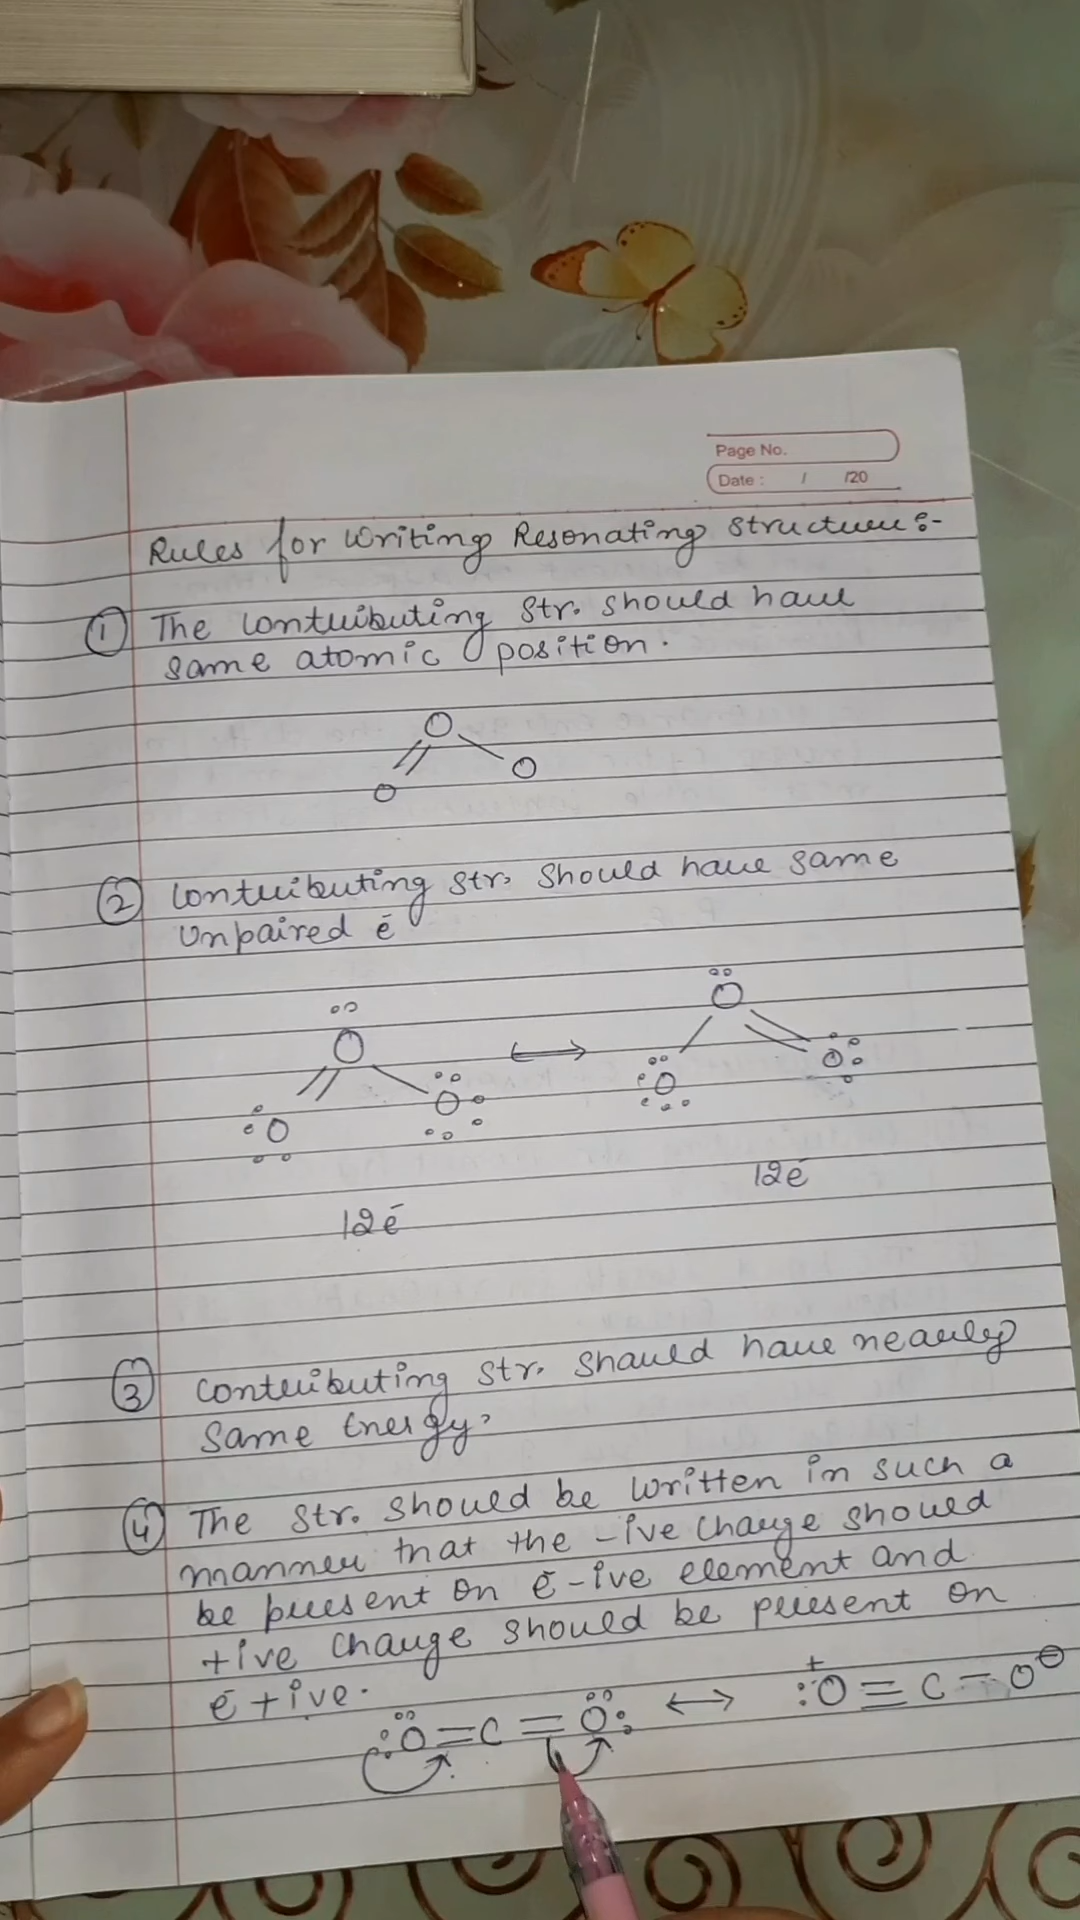 Page No.
Date : / /20
Rules for Writing Resonating Structure :-
① The Contributing Str. should have
same atomic position.
O
O O
② Contributing Str. should have same
Unpaired e̅
O ⟷ O
O O O O
12e̅ 12e̅
③ Contributing Str. should have nearly
same Energy.
④ The Str. should be written in such a
manner that the -ive charge should
be present on e̅-ive element and
+ive charge should be present on
e̅ +ive.
:Ö=C=Ö: ⟷ :O⁺≡C-O⊖